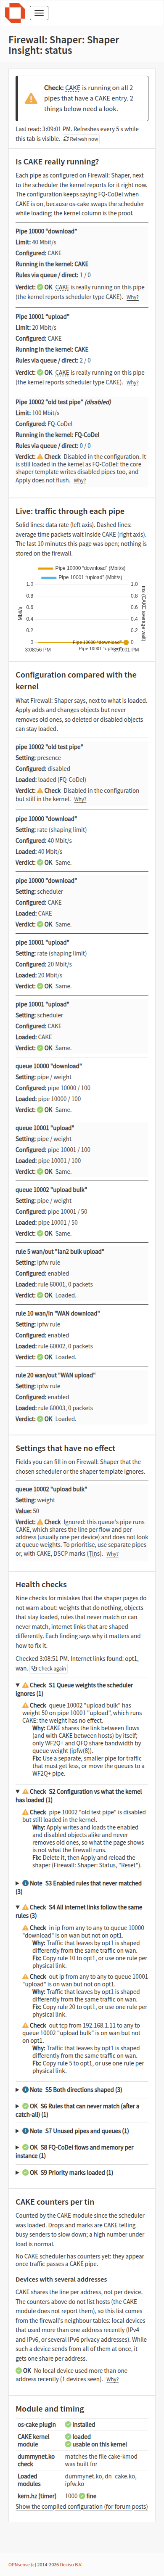 Firewall: Shaper: Shaper
Insight: status
Check: CAKE is running on all 2
pipes that have a CAKE entry. 2
things below need a look.
Last read: 3:09:01 PM. Refreshes every 5 s while
this tab is visible. Refresh now
Is CAKE really running?
Each pipe as configured on Firewall: Shaper, next
to the scheduler the kernel reports for it right now.
The configuration keeps saying FQ-CoDel when
CAKE is on, because os-cake swaps the scheduler
while loading; the kernel column is the proof.
Pipe 10000 "download"
Limit: 40 Mbit/s
Configured: CAKE
Running in the kernel: CAKE
Rules via queue / direct: 1 / 0
Verdict: OK CAKE is really running on this pipe
(the kernel reports scheduler type CAKE). Why?
Pipe 10001 "upload"
Limit: 20 Mbit/s
Configured: CAKE
Running in the kernel: CAKE
Rules via queue / direct: 2 / 0
Verdict: OK CAKE is really running on this pipe
(the kernel reports scheduler type CAKE). Why?
Pipe 10002 "old test pipe" (disabled)
Limit: 100 Mbit/s
Configured: FQ-CoDel
Running in the kernel: FQ-CoDel
Rules via queue / direct: 0 / 0
Verdict: Check Disabled in the configuration. It
is still loaded in the kernel as FQ-CoDel: the core
shaper template writes disabled pipes too, and
Apply does not flush. Why?
Live: traffic through each pipe
Solid lines: data rate (left axis). Dashed lines:
average time packets wait inside CAKE (right axis).
The last 10 minutes this page was open; nothing is
stored on the firewall.
Pipe 10000 "download" (Mbit/s)
Pipe 10001 "upload" (Mbit/s)
1.0
0.8
0.6
0.4
0.2
0
Mbit/s
1.0
0.8
0.6
0.4
0.2
0
ms (CAKE average wait)
Pipe 10000 "download"
Pipe 10001 "upload"
3:08:56 PM
3:09:01 PM
Configuration compared with the
kernel
What Firewall: Shaper says, next to what is loaded.
Apply adds and changes objects but never
removes old ones, so deleted or disabled objects
can stay loaded.
pipe 10002 "old test pipe"
Setting: presence
Configured: disabled
Loaded: loaded (FQ-CoDel)
Verdict: Check Disabled in the configuration
but still in the kernel. Why?
pipe 10000 "download"
Setting: rate (shaping limit)
Configured: 40 Mbit/s
Loaded: 40 Mbit/s
Verdict: OK Same.
pipe 10000 "download"
Setting: scheduler
Configured: CAKE
Loaded: CAKE
Verdict: OK Same.
pipe 10001 "upload"
Setting: rate (shaping limit)
Configured: 20 Mbit/s
Loaded: 20 Mbit/s
Verdict: OK Same.
pipe 10001 "upload"
Setting: scheduler
Configured: CAKE
Loaded: CAKE
Verdict: OK Same.
queue 10000 "download"
Setting: pipe / weight
Configured: pipe 10000 / 100
Loaded: pipe 10000 / 100
Verdict: OK Same.
queue 10001 "upload"
Setting: pipe / weight
Configured: pipe 10001 / 100
Loaded: pipe 10001 / 100
Verdict: OK Same.
queue 10002 "upload bulk"
Setting: pipe / weight
Configured: pipe 10001 / 50
Loaded: pipe 10001 / 50
Verdict: OK Same.
rule 5 wan/out "lan2 bulk upload"
Setting: ipfw rule
Configured: enabled
Loaded: rule 60001, 0 packets
Verdict: OK Loaded.
rule 10 wan/in "WAN download"
Setting: ipfw rule
Configured: enabled
Loaded: rule 60002, 0 packets
Verdict: OK Loaded.
rule 20 wan/out "WAN upload"
Setting: ipfw rule
Configured: enabled
Loaded: rule 60003, 0 packets
Verdict: OK Loaded.
Settings that have no effect
Fields you can fill in on Firewall: Shaper that the
chosen scheduler or the shaper template ignores.
queue 10002 "upload bulk"
Setting: weight
Value: 50
Verdict: Check Ignored: this queue's pipe runs
CAKE, which shares the line per flow and per
address (usually one per device) and does not look
at queue weights. To prioritise, use separate pipes
or, with CAKE, DSCP marks (Tins). Why?
Health checks
Nine checks for mistakes that the shaper pages do
not warn about: weights that do nothing, objects
that stay loaded, rules that can never match or
never matched, internet links that are shaped
differently. Each finding says why it matters and
how to fix it.
Checked 3:08:51 PM. Internet links found: opt1,
wan. Check again
Check S1 Queue weights the scheduler
ignores (1)
Check queue 10002 "upload bulk" has
weight 50 on pipe 10001 "upload", which runs
CAKE: the weight has no effect.
Why: CAKE shares the link between flows
(and with CAKE between hosts) by itself;
only WF2Q+ and QFQ share bandwidth by
queue weight (ipfw(8)).
Fix: Use a separate, smaller pipe for traffic
that must get less, or move the queues to a
WF2Q+ pipe.
Check S2 Configuration vs what the kernel
has loaded (1)
Check pipe 10002 "old test pipe" is disabled
but still loaded in the kernel.
Why: Apply writes and loads the enabled
and disabled objects alike and never
removes old ones, so what the page shows
is not what the firewall runs.
Fix: Delete it, then Apply and reload the
shaper (Firewall: Shaper: Status, "Reset").
Note S3 Enabled rules that never matched
(3)
Check S4 All internet links follow the same
rules (3)
Check in ip from any to any to queue 10000
"download" is on wan but not on opt1.
Why: Traffic that leaves by opt1 is shaped
differently from the same traffic on wan.
Fix: Copy rule 10 to opt1, or use one pipe per
physical link.
Check out ip from any to any to queue 10001
"upload" is on wan but not on opt1.
Why: Traffic that leaves by opt1 is shaped
differently from the same traffic on wan.
Fix: Copy rule 20 to opt1, or use one pipe per
physical link.
Check out tcp from 192.168.1.11 to any to
queue 10002 "upload bulk" is on wan but not
on opt1.
Why: Traffic that leaves by opt1 is shaped
differently from the same traffic on wan.
Fix: Copy rule 5 to opt1, or use one pipe per
physical link.
Note S5 Both directions shaped (3)
OK S6 Rules that can never match (after a
catch-all) (1)
Note S7 Unused pipes and queues (1)
OK S8 FQ-CoDel flows and memory per
instance (1)
OK S9 Priority marks loaded (1)
CAKE counters per tin
Counted by the CAKE module since the scheduler
was loaded. Drops and marks are CAKE telling
busy senders to slow down; a high number under
load is normal.
No CAKE scheduler has counters yet: they appear
once traffic passes a CAKE pipe.
Devices with several addresses
CAKE shares the line per address, not per device.
The counters above do not list hosts (the CAKE
module does not report them), so this list comes
from the firewall's neighbour tables: local devices
that used more than one address recently (IPv4
and IPv6, or several IPv6 privacy addresses). While
such a device sends from all of them at once, it
gets one share per address.
OK No local device used more than one
address recently (1 devices seen). Why?
Module and timing
os-cake plugin installed
CAKE kernel loaded
module usable on this kernel
dummynet.ko matches the file cake-kmod
was built for
Loaded dummynet.ko, dn_cake.ko,
modules ipfw.ko
kern.hz (timer) 1000 fine
Show the compiled configuration (for forum posts)
OPNsense (c) 2014-2026 Deciso B.V.